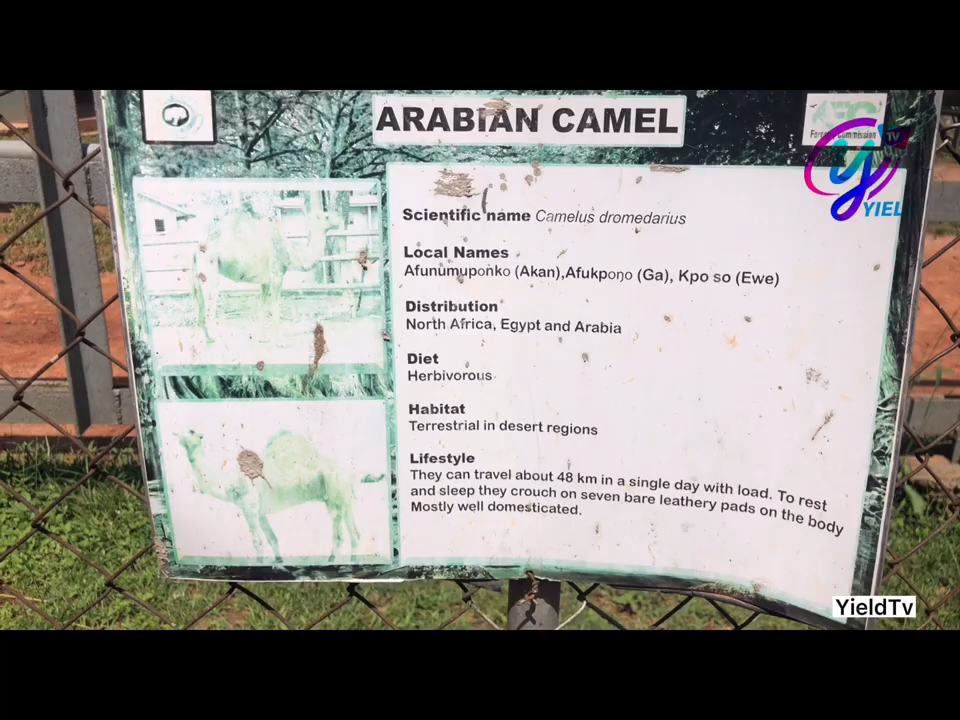 ARABIAN CAMEL
Forestry Commission
TV
YIEL
Scientific name Camelus dromedarius
Local Names
Afunumuponko (Akan),Afukpoŋo (Ga), Kpo so (Ewe)
Distribution
North Africa, Egypt and Arabia
Diet
Herbivorous
Habitat
Terrestrial in desert regions
Lifestyle
They can travel about 48 km in a single day with load. To rest
and sleep they crouch on seven bare leathery pads on the body
Mostly well domesticated.
YieldTv